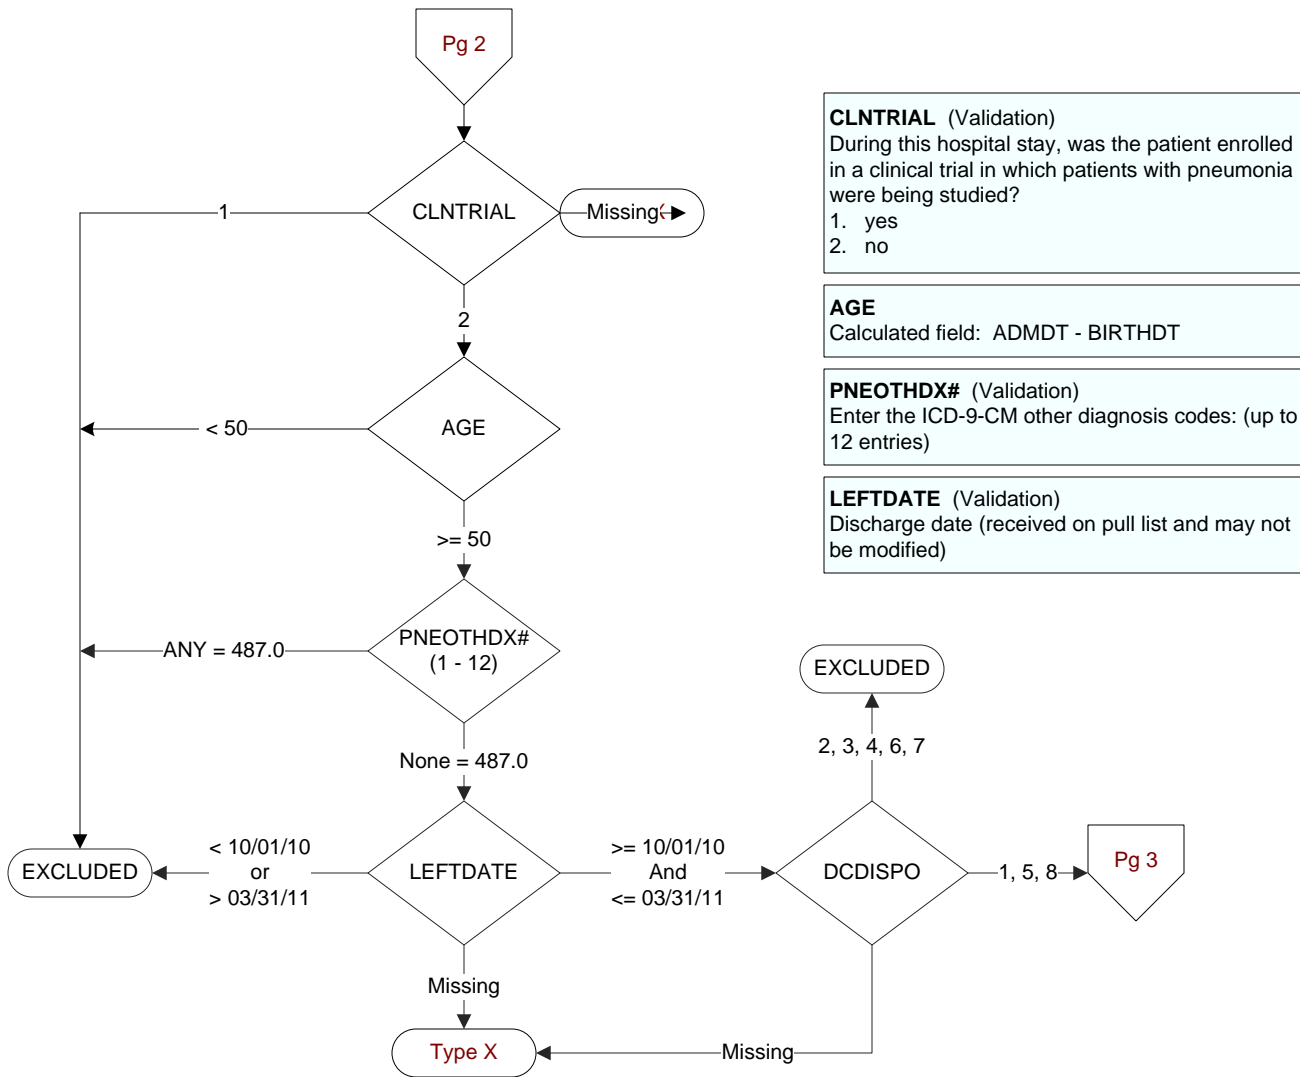 Pg 2
CLNTRIAL
1
Missing
2
AGE
< 50
>= 50
PNEOTHDX#
(1 - 12)
ANY = 487.0
None = 487.0
LEFTDATE
< 10/01/10
or
> 03/31/11
EXCLUDED
>= 10/01/10
And
<= 03/31/11
DCDISPO
2, 3, 4, 6, 7
EXCLUDED
1, 5, 8
Pg 3
Missing
Type X
Missing
CLNTRIAL (Validation)
During this hospital stay, was the patient enrolled
in a clinical trial in which patients with pneumonia
were being studied?
1. yes
2. no
AGE
Calculated field: ADMDT - BIRTHDT
PNEOTHDX# (Validation)
Enter the ICD-9-CM other diagnosis codes: (up to
12 entries)
LEFTDATE (Validation)
Discharge date (received on pull list and may not
be modified)